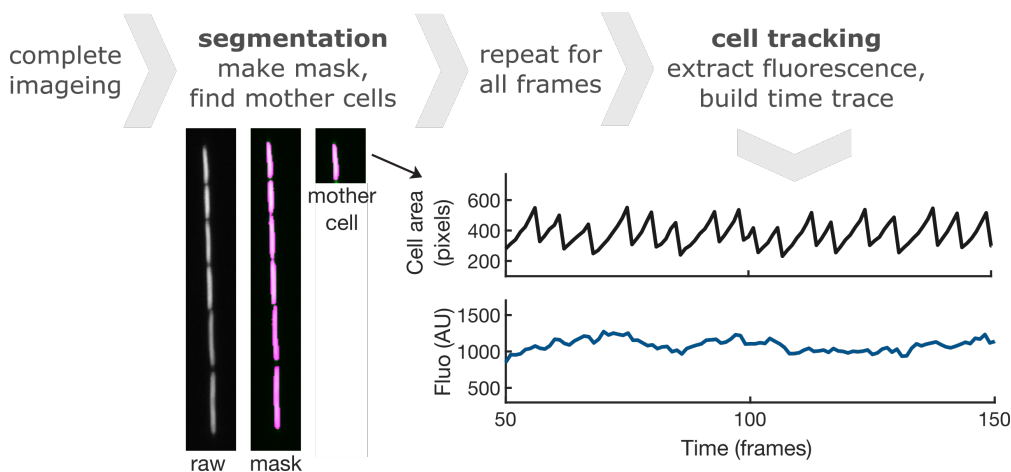 complete
imageing
segmentation
make mask,
find mother cells
repeat for
all frames
cell tracking
extract fluorescence,
build time trace
mother
cell
raw
mask
Cell area
(pixels)
600
400
200
Fluo (AU)
1500
1000
500
50
100
150
Time (frames)